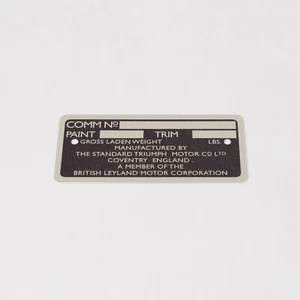 COMM No
PAINT TRIM
GROSS LADEN WEIGHT LBS.
MANUFACTURED BY
THE STANDARD TRIUMPH MOTOR Co LTD
COVENTRY ENGLAND.
A MEMBER OF THE
BRITISH LEYLAND MOTOR CORPORATION